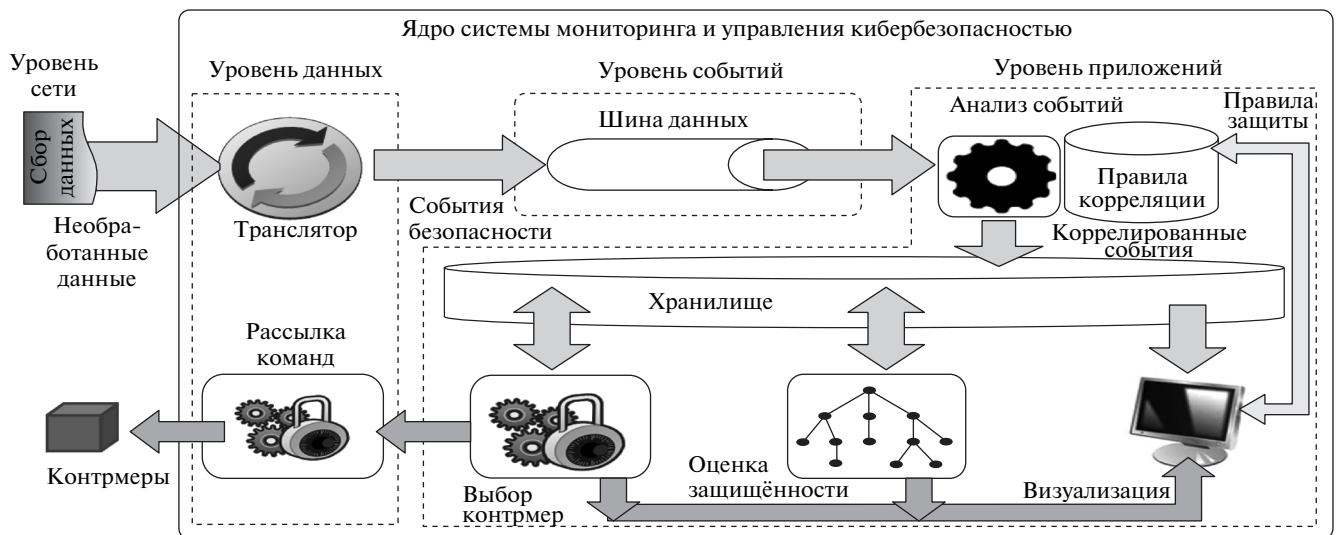 Ядро системы мониторинга и управления кибербезопасностью
Уровень
сети
Уровень данных
Уровень событий
Уровень приложений
Сбор
данных
Шина данных
Анализ событий
Правила
защиты
Правила
корреляции
Необра-
ботанные
данные
Транслятор
События
безопасности
Коррелированные
события
Хранилище
Рассылка
команд
Контрмеры
Выбор
контрмер
Оценка
защищённости
Визуализация